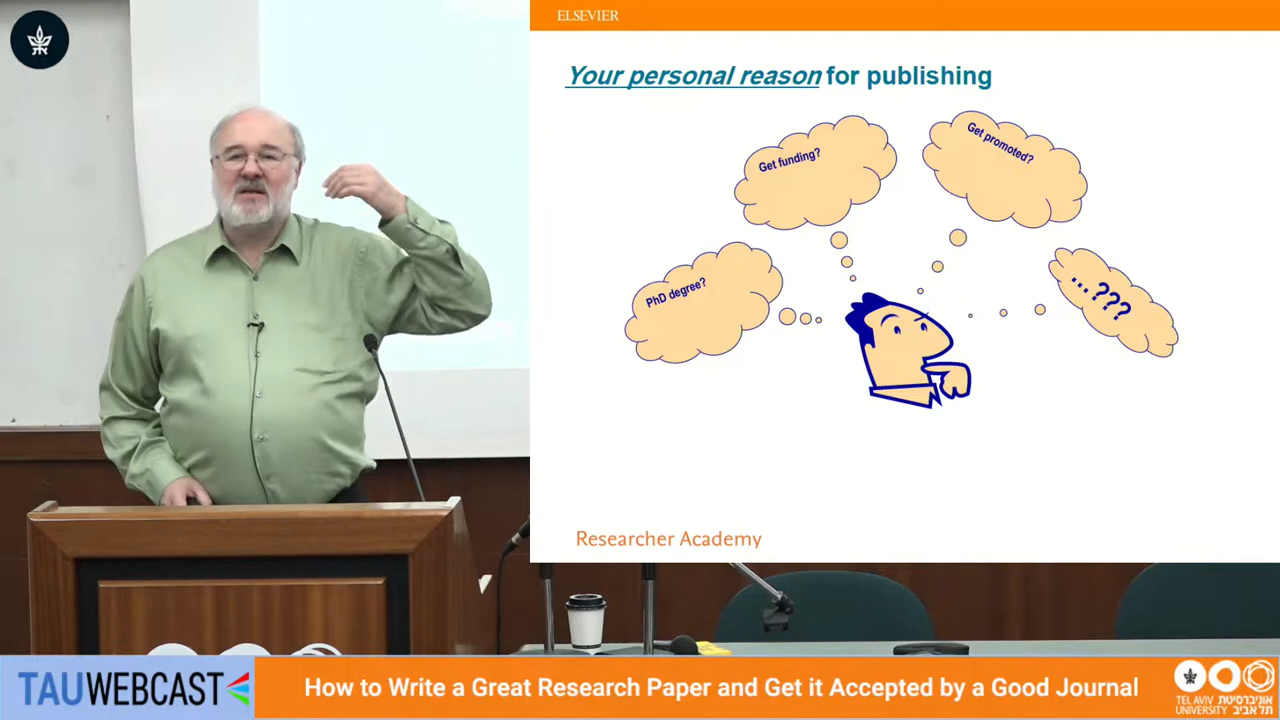 ELSEVIER
Your personal reason for publishing
Get funding?
Get promoted?
PhD degree?
...???
Researcher Academy
TAUWEBCAST
How to Write a Great Research Paper and Get it Accepted by a Good Journal
TEL AVIV אוניברסיטת
UNIVERSITY תל אביב